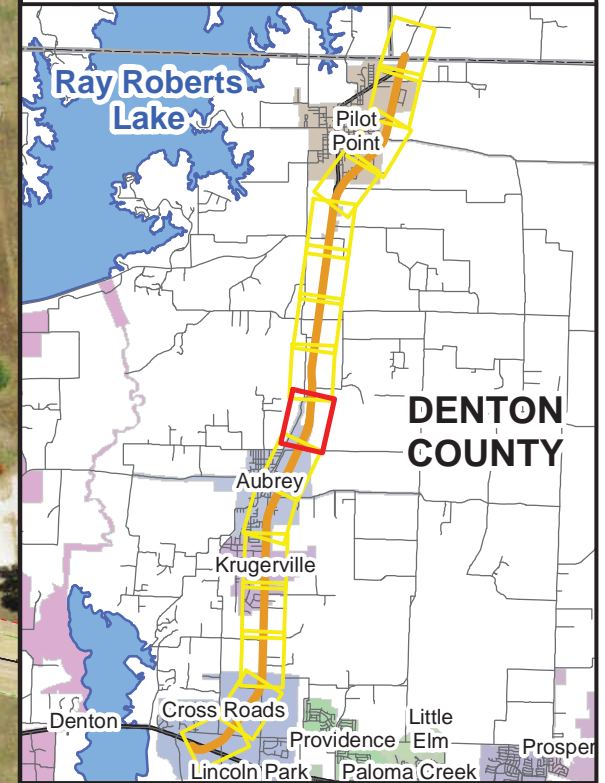 Ray Roberts
Lake
Pilot
Point
DENTON
COUNTY
Aubrey
Krugerville
Cross Roads
Denton
Little
Elm
Providence
Prosper
Lincoln Park
Paloma Creek